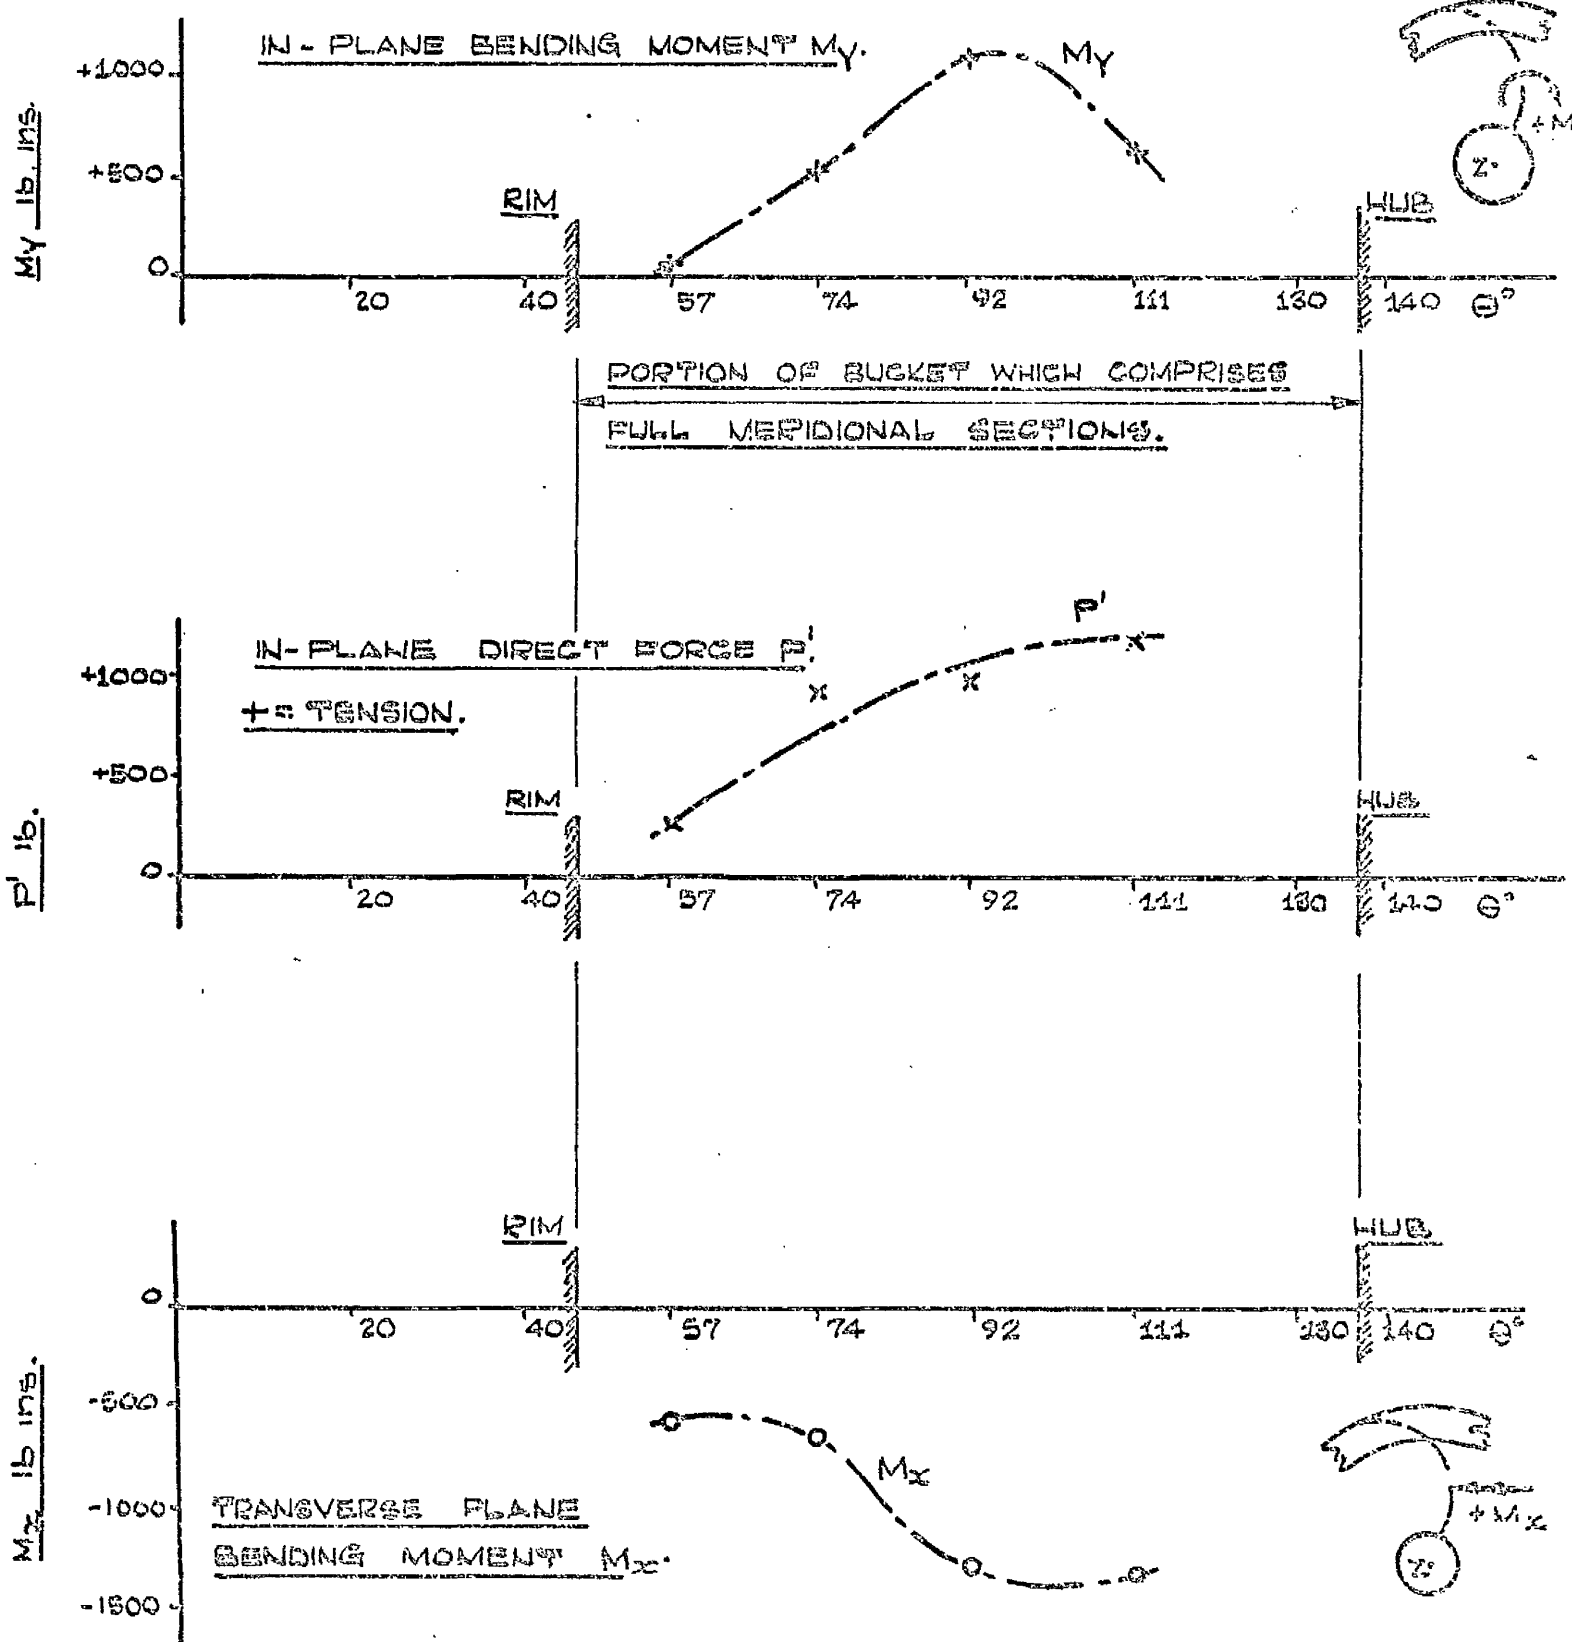 IN-PLANE BENDING MOMENT My.
My
+1000
+500
0
My lb. ins.
RIM
HUB
+M
Z
20 40 57 74 92 111 130 140 θ°
PORTION OF BUCKET WHICH COMPRISES
FULL MERIDIONAL SECTIONS.
IN-PLANE DIRECT FORCE P'.
+ = TENSION.
P'
+1000
+500
0
P' lb.
RIM
HUB
20 40 57 74 92 111 130 140 θ°
RIM
HUB
0
20 40 57 74 92 111 130 140 θ°
-500
-1000
-1500
Mx lb ins.
Mx
TRANSVERSE PLANE
BENDING MOMENT Mx.
+Mx
Z